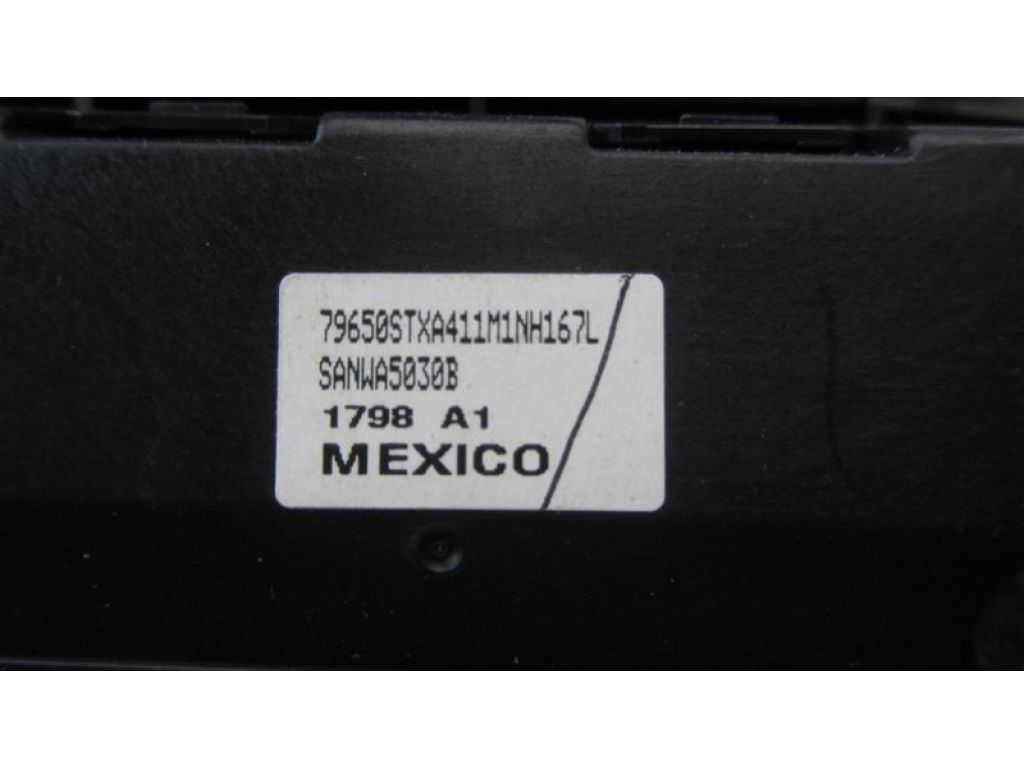 79650STXA411M1NH167L
SANWA5030B
1798 A1
MEXICO